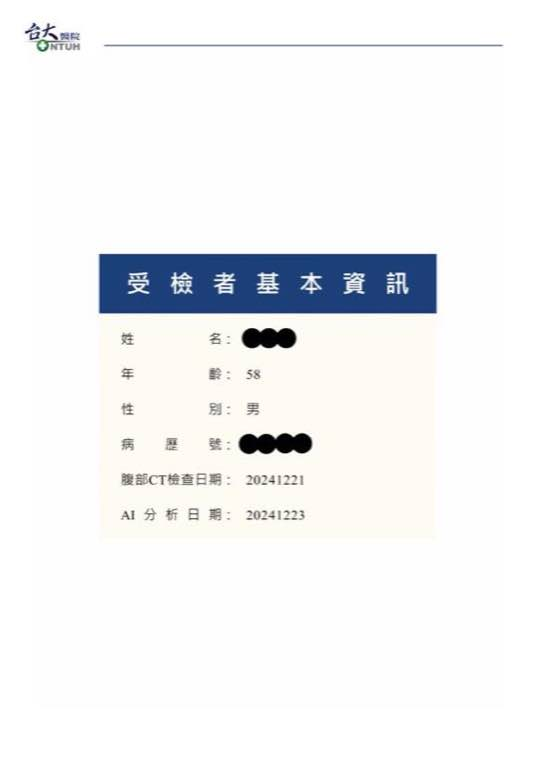 台大醫院
NTUH
受檢者基本資訊
姓名：
年齡：58
性別：男
病歷號：
腹部CT檢查日期：20241221
AI分析日期：20241223